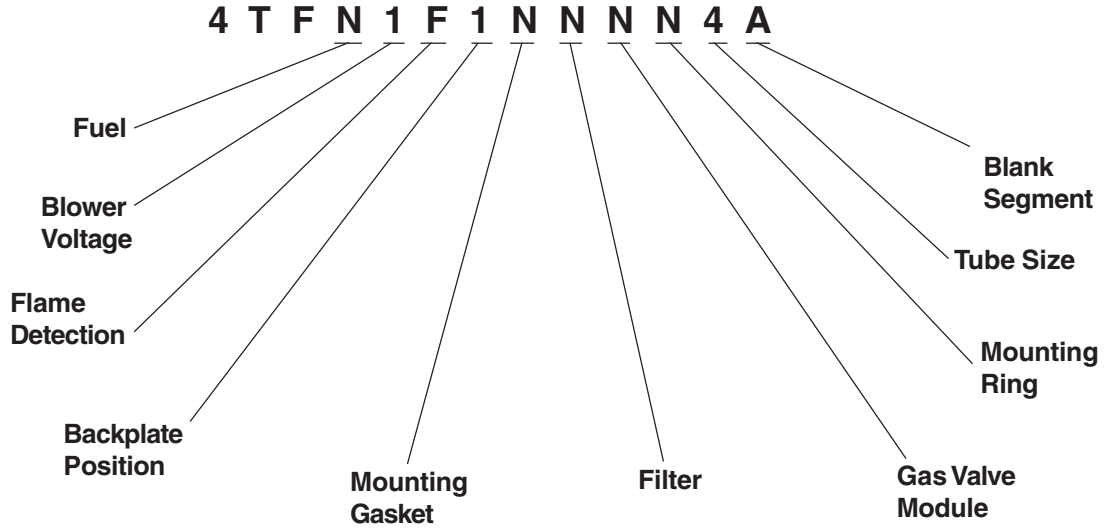 4 T F N 1 F 1 N N N N 4 A
Fuel
Blower
Voltage
Flame
Detection
Backplate
Position
Mounting
Gasket
Filter
Gas Valve
Module
Mounting
Ring
Tube Size
Blank
Segment